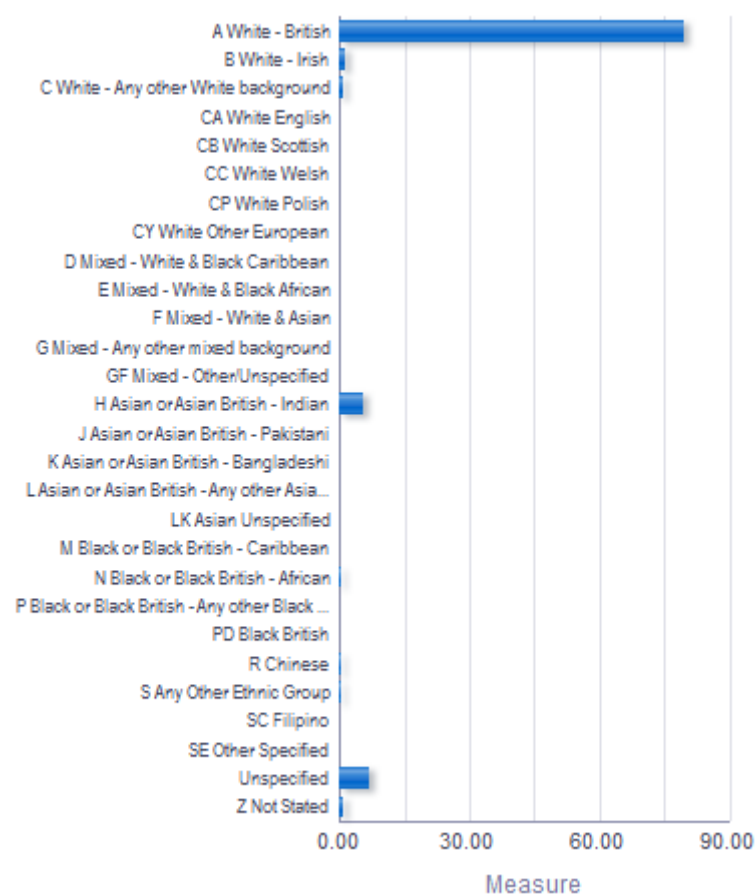 A White - British
B White - Irish
C White - Any other White background
CA White English
CB White Scottish
CC White Welsh
CP White Polish
CY White Other European
D Mixed - White & Black Caribbean
E Mixed - White & Black African
F Mixed - White & Asian
G Mixed - Any other mixed background
GF Mixed - Other/Unspecified
H Asian or Asian British - Indian
J Asian or Asian British - Pakistani
K Asian or Asian British - Bangladeshi
L Asian or Asian British - Any other Asia...
LK Asian Unspecified
M Black or Black British - Caribbean
N Black or Black British - African
P Black or Black British - Any other Black ...
PD Black British
R Chinese
S Any Other Ethnic Group
SC Filipino
SE Other Specified
Unspecified
Z Not Stated
0.00 30.00 60.00 90.00
Measure